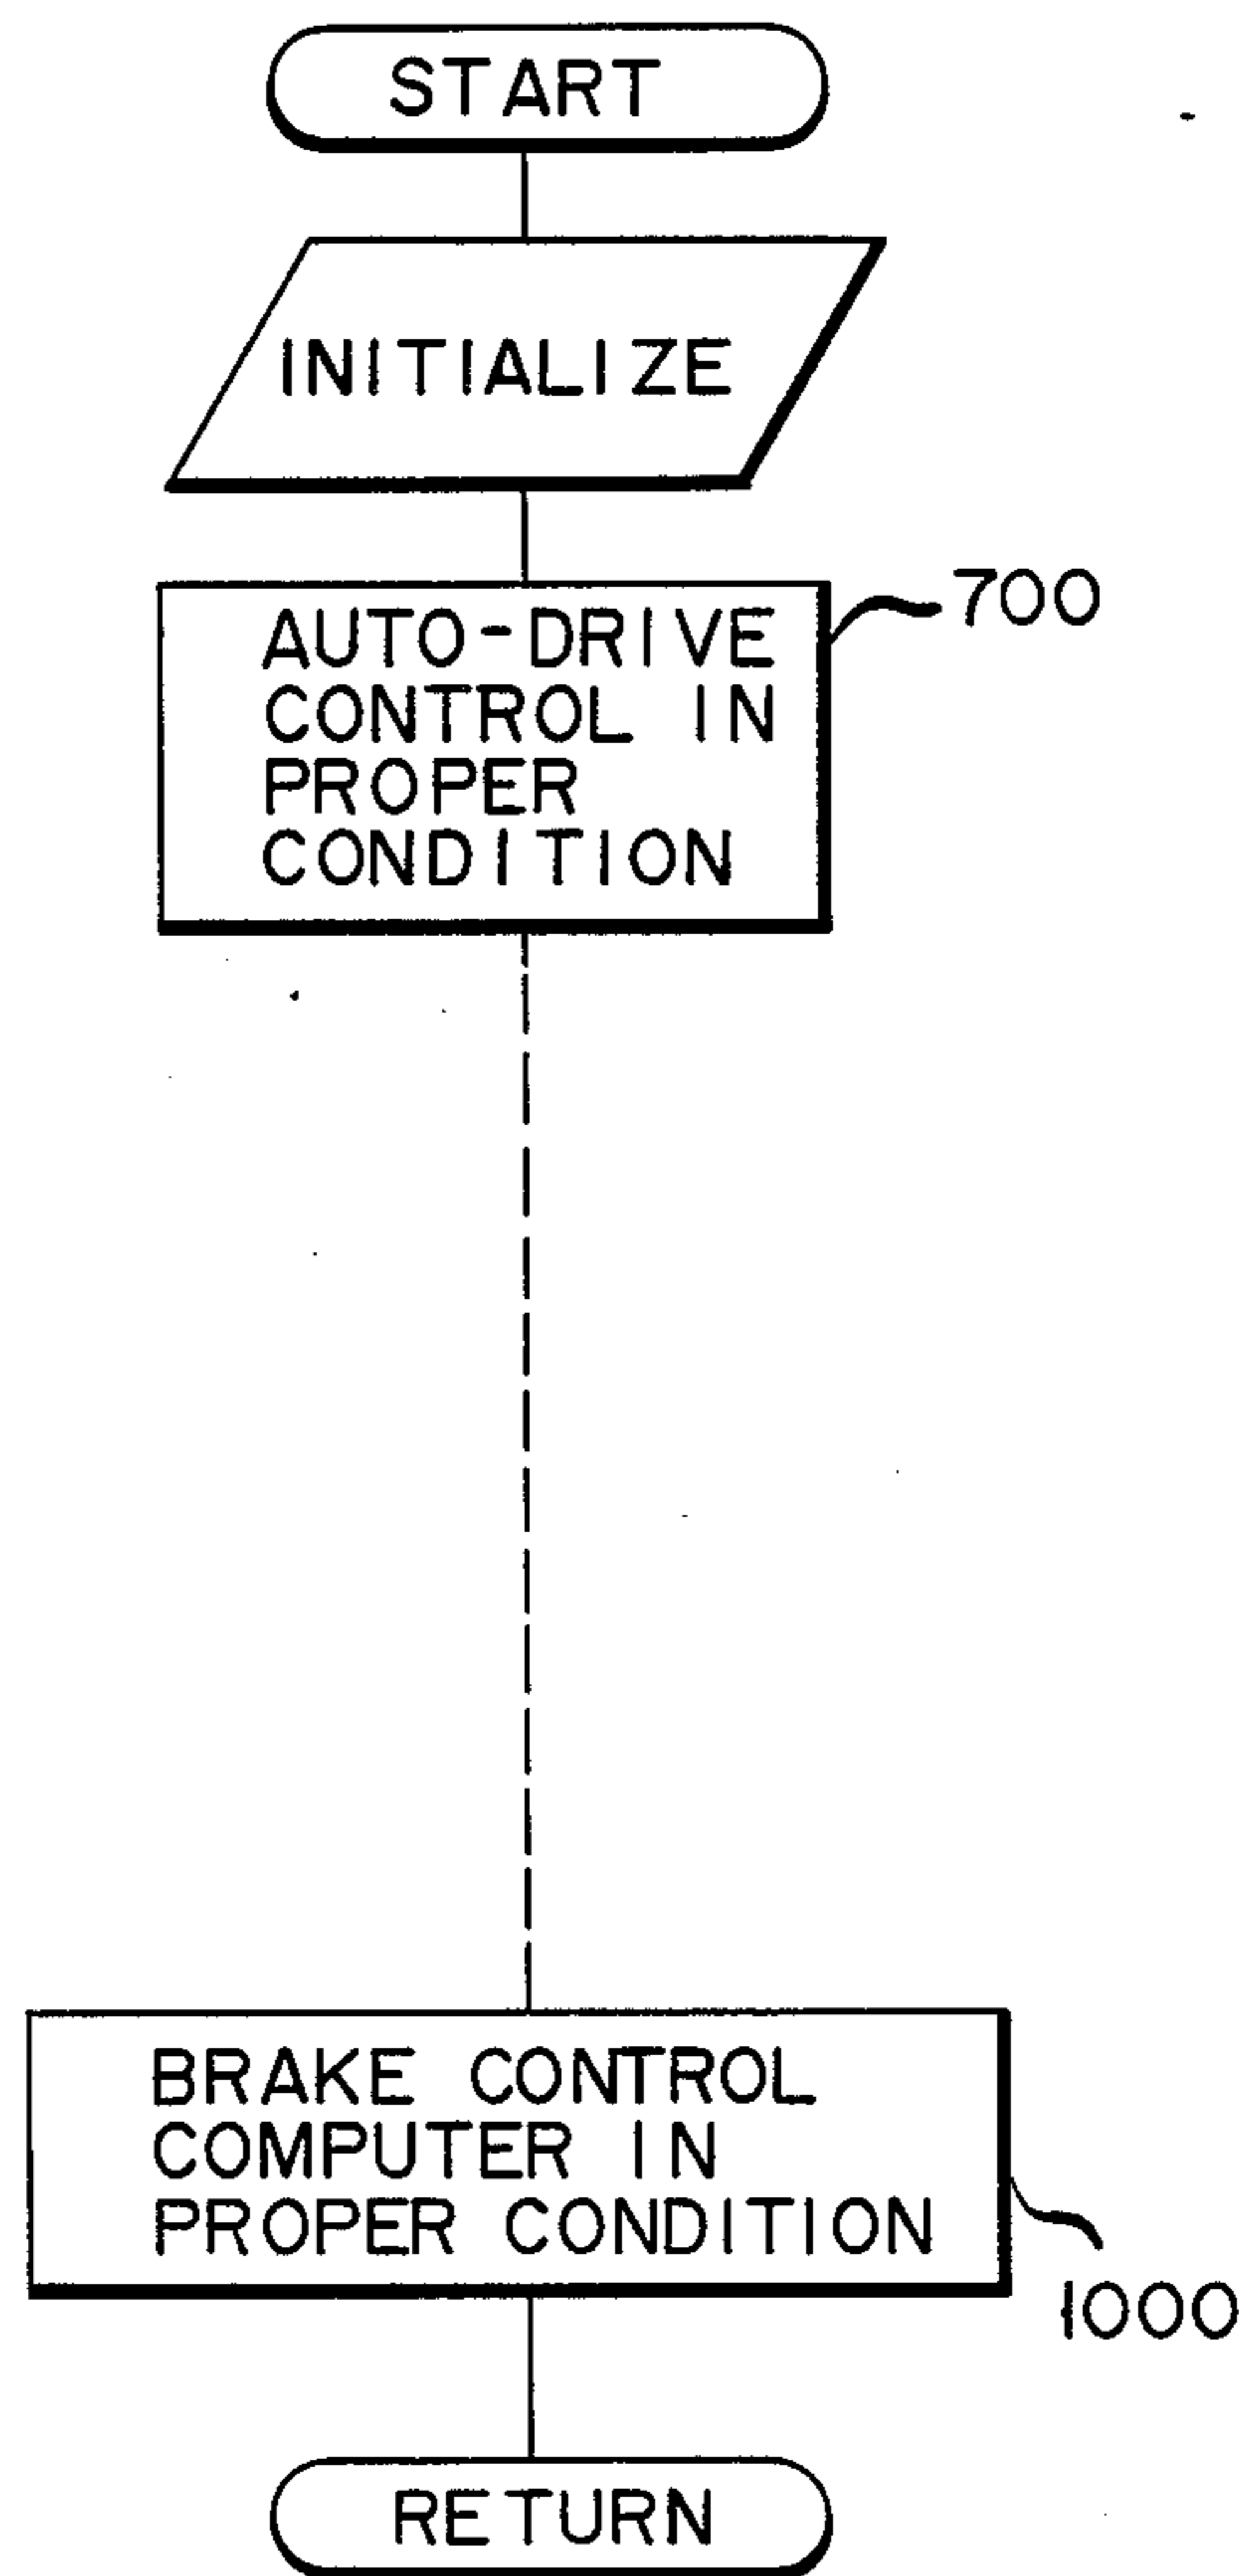 START
INITIALIZE
700
AUTO-DRIVE
CONTROL IN
PROPER
CONDITION
BRAKE CONTROL
COMPUTER IN
PROPER CONDITION
1000
RETURN